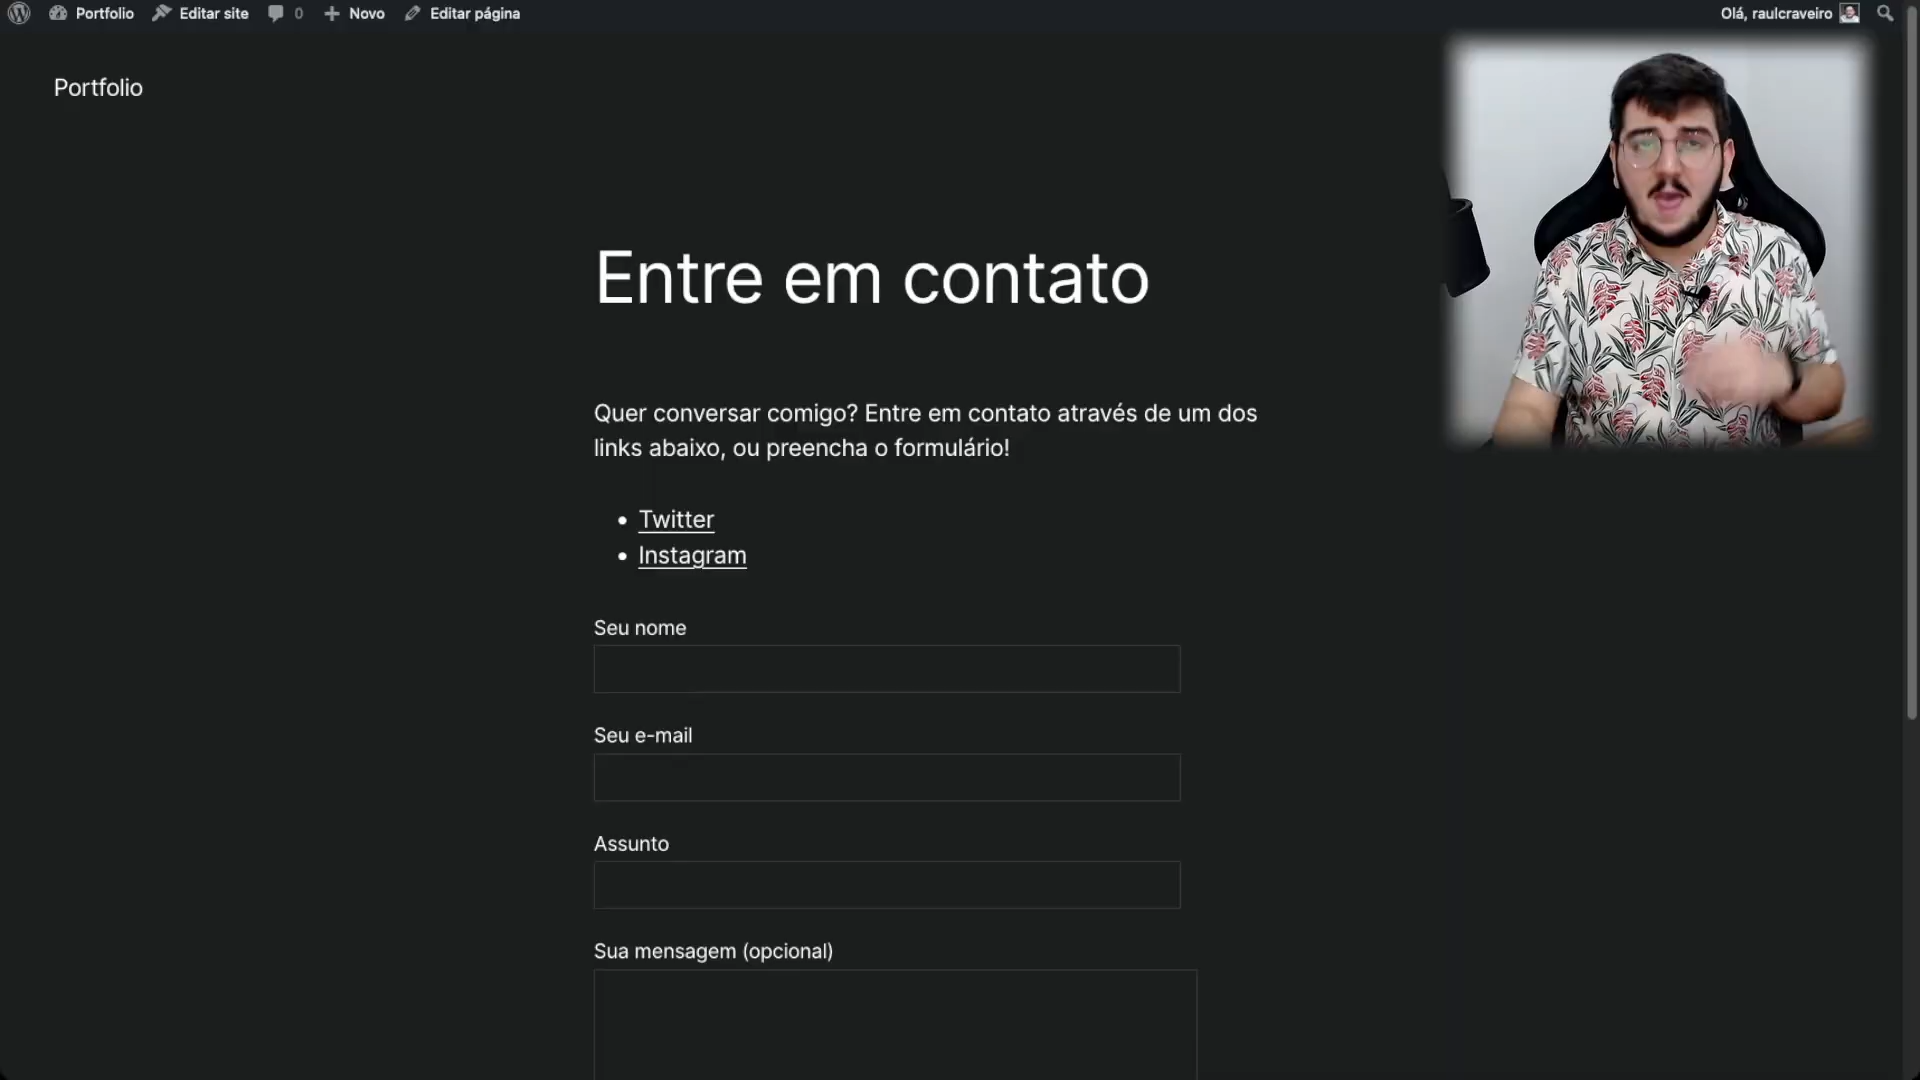 Portfolio
Editar site
0
Novo
Editar página
Olá, raulcraveiro
Portfolio
Entre em contato
Quer conversar comigo? Entre em contato através de um dos
links abaixo, ou preencha o formulário!
Twitter
Instagram
Seu nome
Seu e-mail
Assunto
Sua mensagem (opcional)